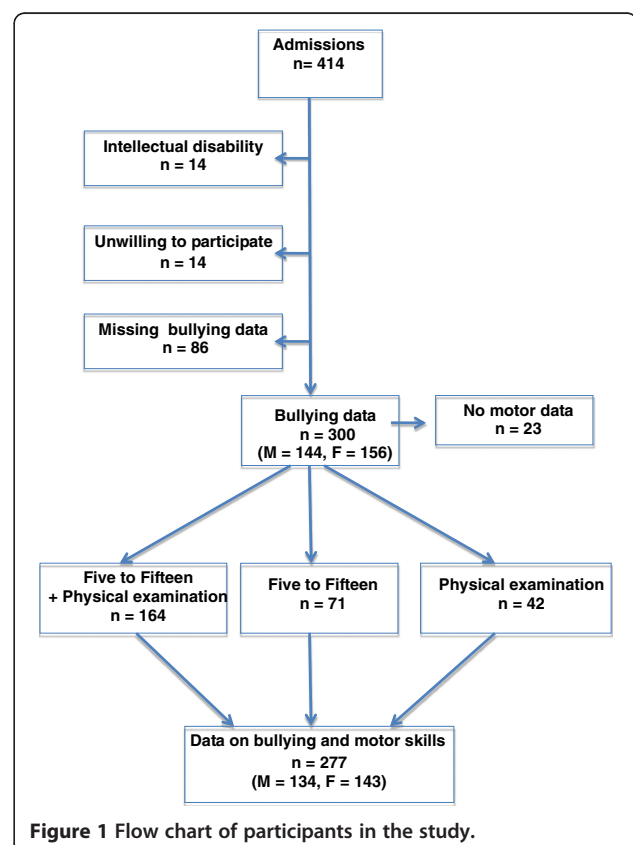 Admissions
n= 414
Intellectual disability
n = 14
Unwilling to participate
n = 14
Missing bullying data
n = 86
Bullying data
n = 300
(M = 144, F = 156)
No motor data
n = 23
Five to Fifteen
+ Physical examination
n = 164
Five to Fifteen
n = 71
Physical examination
n = 42
Data on bullying and motor skills
n = 277
(M = 134, F = 143)
Figure 1 Flow chart of participants in the study.